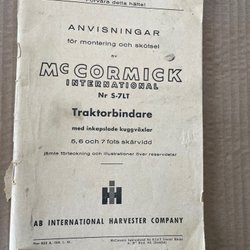 Förvara detta häfte!
ANVISNINGAR
för montering och skötsel
av
McCORMICK
INTERNATIONAL
Nr S-7LT
Traktorbindare
med inkapslade kuggväxlar
5, 6 och 7 fots skärvidd
jämte förteckning och illustrationer över reservdelar
IH
AB INTERNATIONAL HARVESTER COMPANY